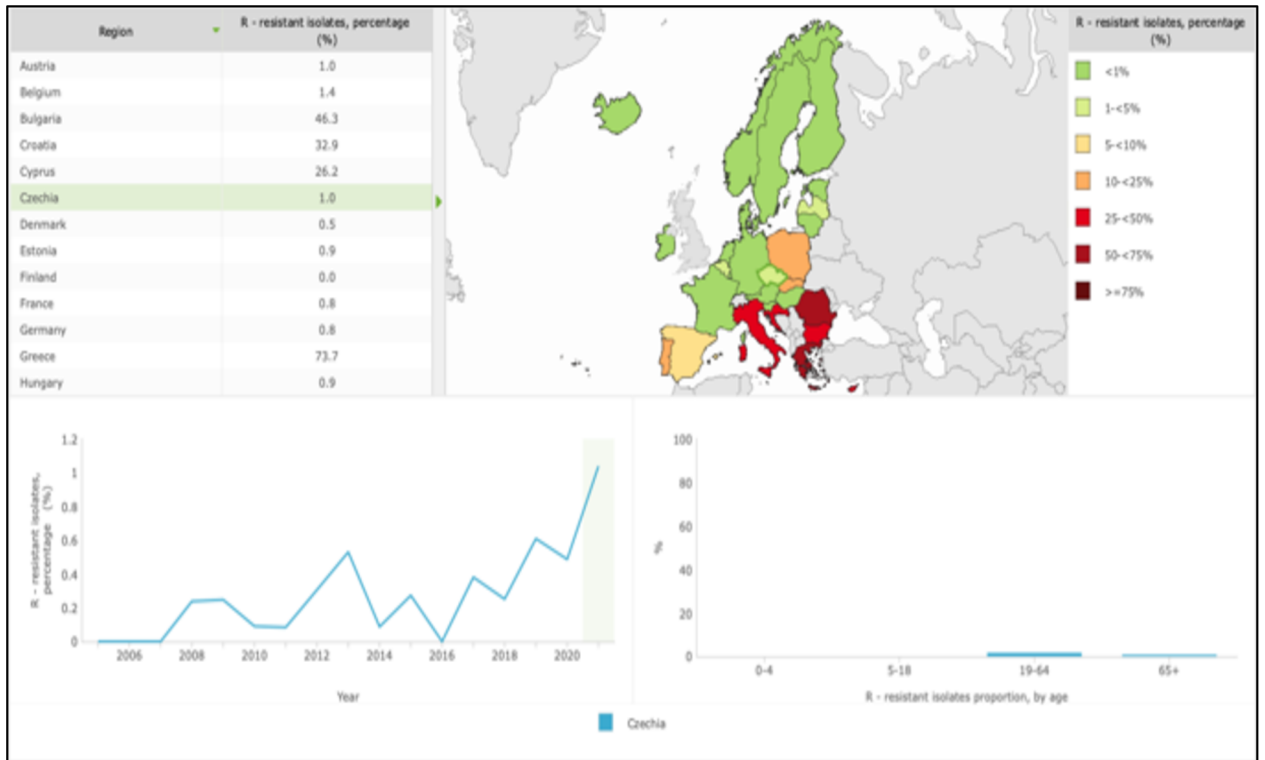 Region
R - resistant isolates, percentage
(%)
Austria 1.0
Belgium 1.4
Bulgaria 46.3
Croatia 32.9
Cyprus 26.2
Czechia 1.0
Denmark 0.5
Estonia 0.9
Finland 0.0
France 0.8
Germany 0.8
Greece 73.7
Hungary 0.9
R - resistant isolates, percentage
(%)
<1%
1-<5%
5-<10%
10-<25%
25-<50%
50-<75%
>=75%
R - resistant isolates,
percentage (%)
1.2
1
0.8
0.6
0.4
0.2
0
2006 2008 2010 2012 2014 2016 2018 2020
Year
%
100
80
60
40
20
0
0-4 5-18 19-64 65+
R - resistant isolates proportion, by age
Czechia